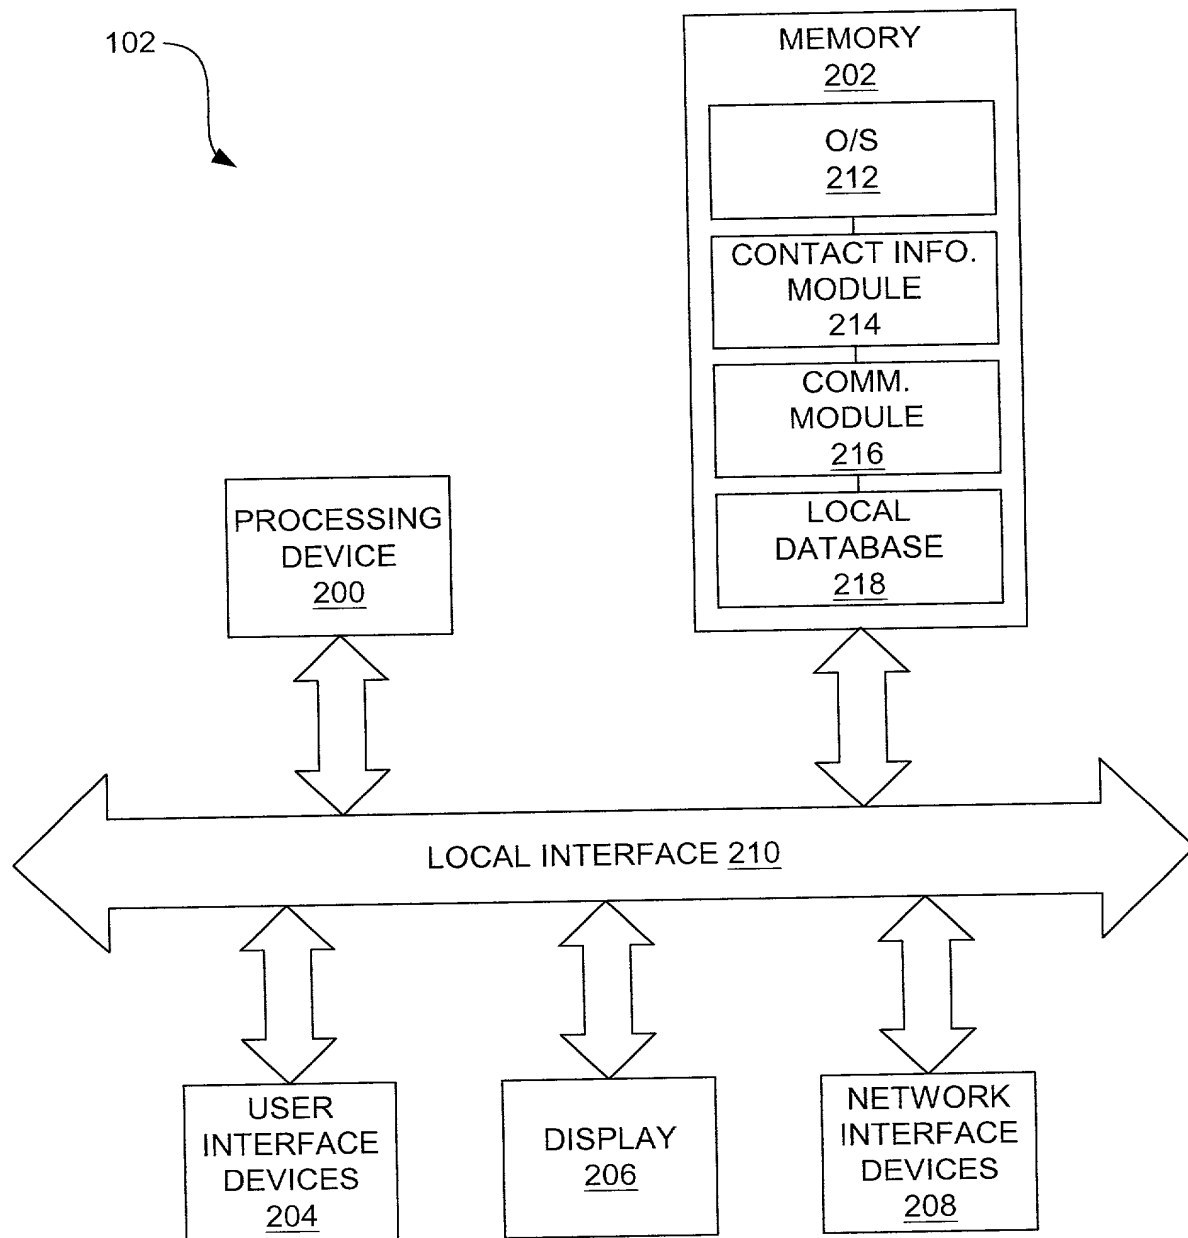 102
MEMORY
202
O/S
212
CONTACT INFO.
MODULE
214
COMM.
MODULE
216
LOCAL
DATABASE
218
PROCESSING
DEVICE
200
LOCAL INTERFACE 210
USER
INTERFACE
DEVICES
204
DISPLAY
206
NETWORK
INTERFACE
DEVICES
208